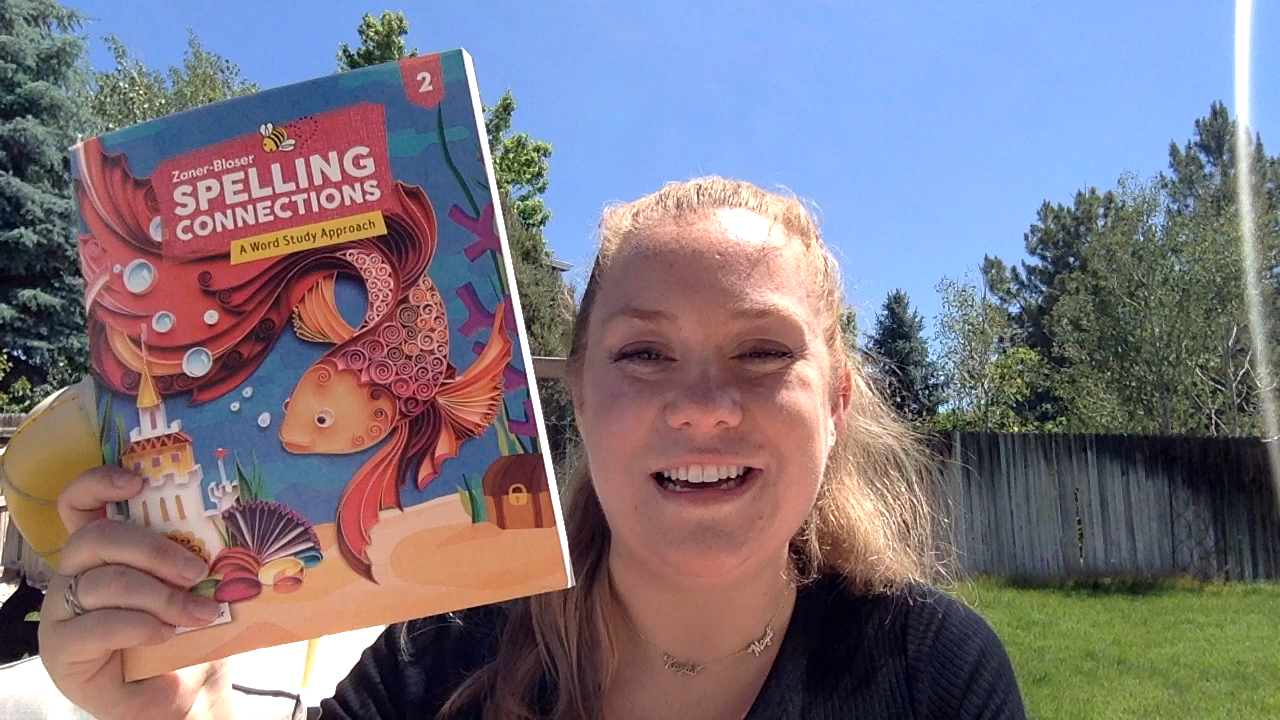 2
Zaner-Bloser
SPELLING
CONNECTIONS
A Word Study Approach